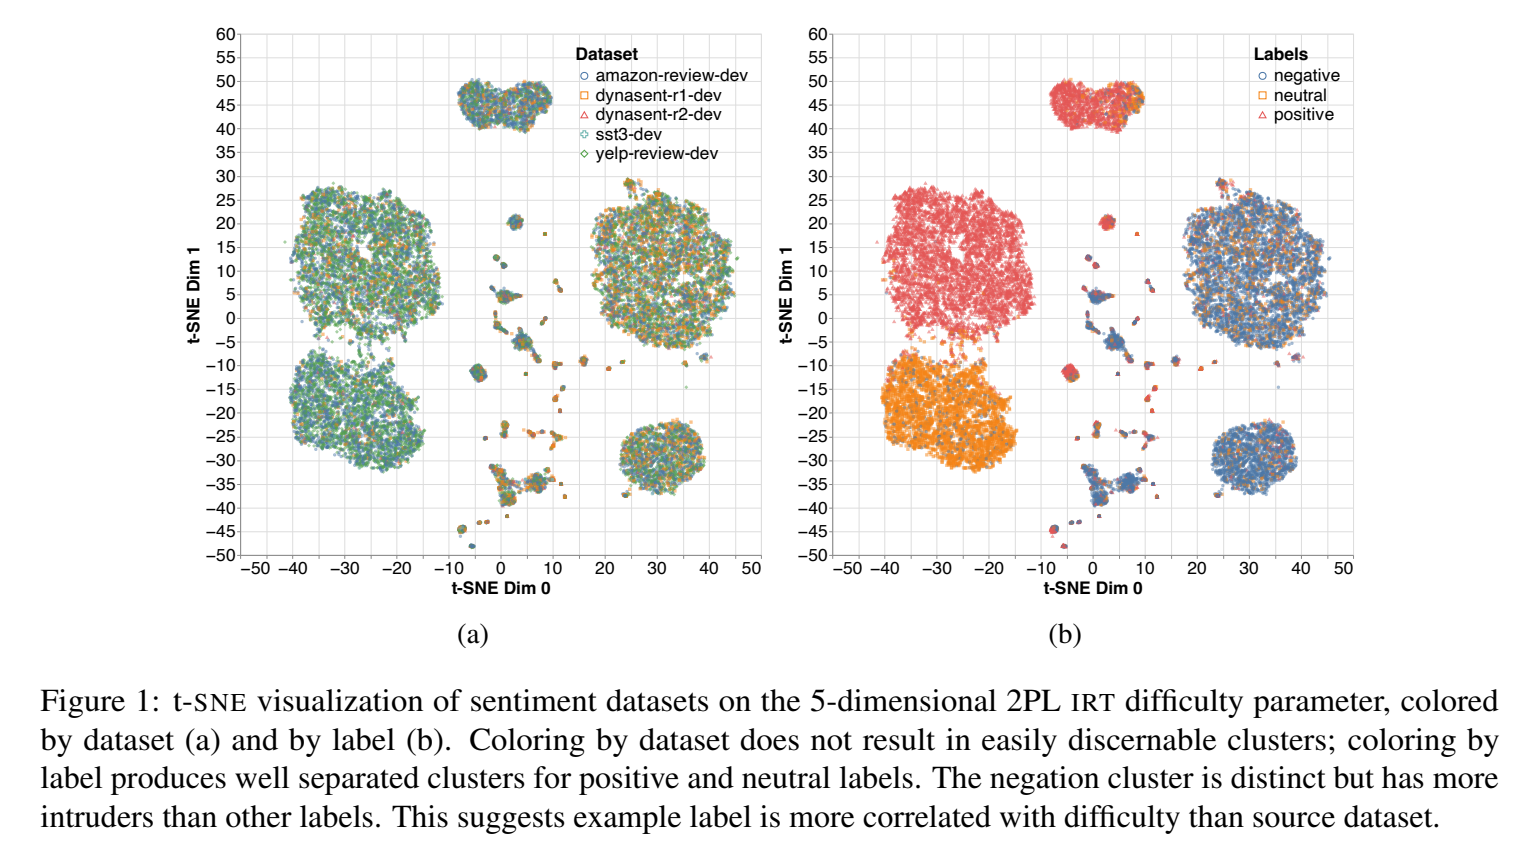 60
55
50
45
40
35
30
25
20
15
10
5
0
−5
−10
−15
−20
−25
−30
−35
−40
−45
−50
t-SNE Dim 1
Dataset
amazon-review-dev
dynasent-r1-dev
dynasent-r2-dev
sst3-dev
yelp-review-dev
−50 −40 −30 −20 −10 0 10 20 30 40 50
t-SNE Dim 0
(a)
60
55
50
45
40
35
30
25
20
15
10
5
0
−5
−10
−15
−20
−25
−30
−35
−40
−45
−50
t-SNE Dim 1
Labels
negative
neutral
positive
−50 −40 −30 −20 −10 0 10 20 30 40 50
t-SNE Dim 0
(b)
Figure 1: t-SNE visualization of sentiment datasets on the 5-dimensional 2PL IRT difficulty parameter, colored
by dataset (a) and by label (b). Coloring by dataset does not result in easily discernable clusters; coloring by
label produces well separated clusters for positive and neutral labels. The negation cluster is distinct but has more
intruders than other labels. This suggests example label is more correlated with difficulty than source dataset.